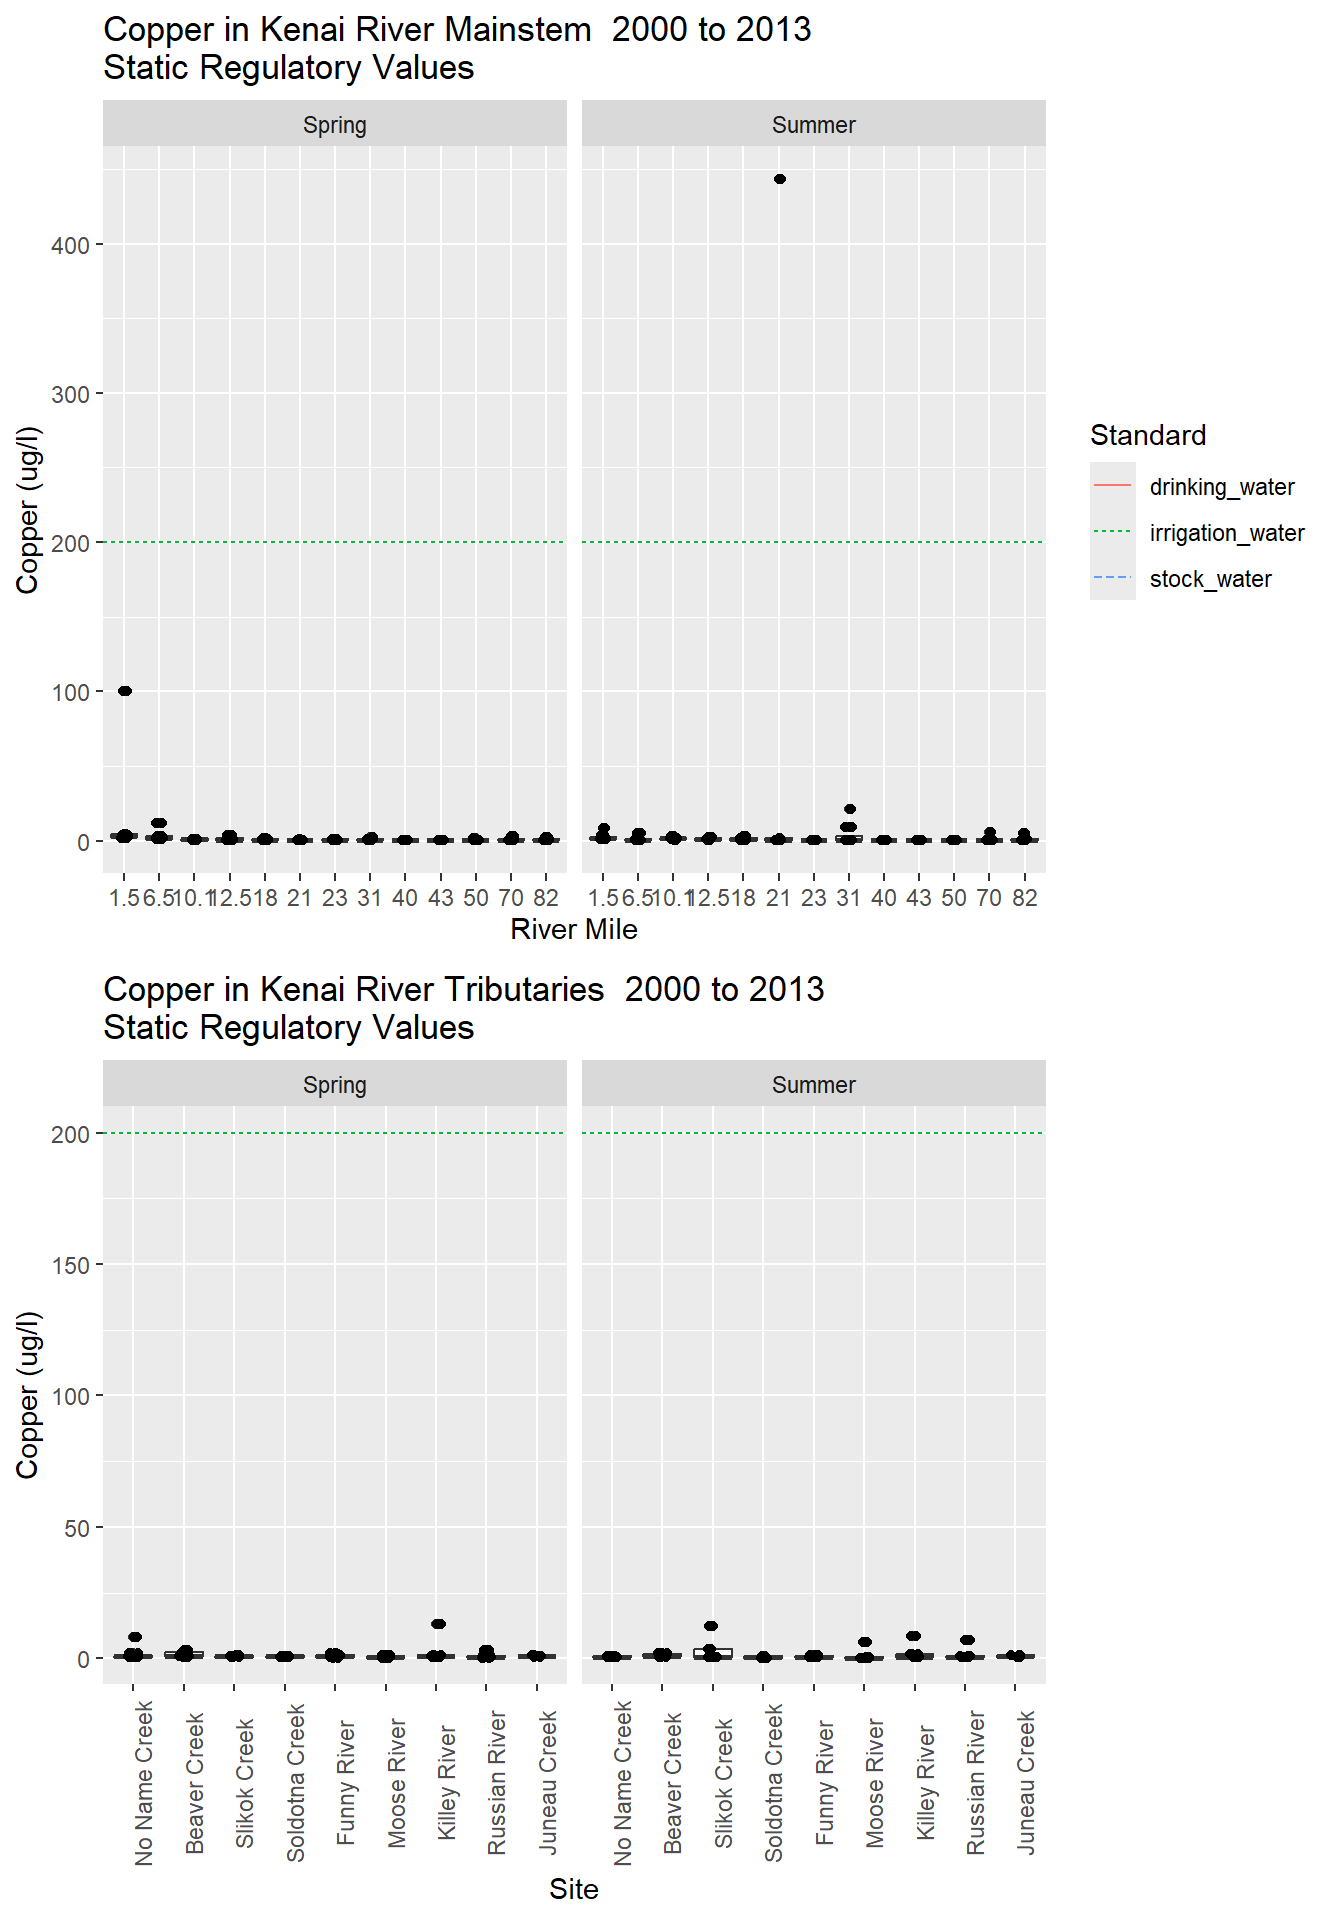 Copper in Kenai River Mainstem  2000 to 2013
Static Regulatory Values
Spring
Summer
400
300
200
100
0
Copper (ug/l)
1.5 6.5 10.1 12.5 18 21 23 31 40 43 50 70 82
1.5 6.5 10.1 12.5 18 21 23 31 40 43 50 70 82
River Mile
Standard
drinking_water
irrigation_water
stock_water
Copper in Kenai River Tributaries  2000 to 2013
Static Regulatory Values
Spring
Summer
200
150
100
50
0
Copper (ug/l)
No Name Creek
Beaver Creek
Slikok Creek
Soldotna Creek
Funny River
Moose River
Killey River
Russian River
Juneau Creek
No Name Creek
Beaver Creek
Slikok Creek
Soldotna Creek
Funny River
Moose River
Killey River
Russian River
Juneau Creek
Site